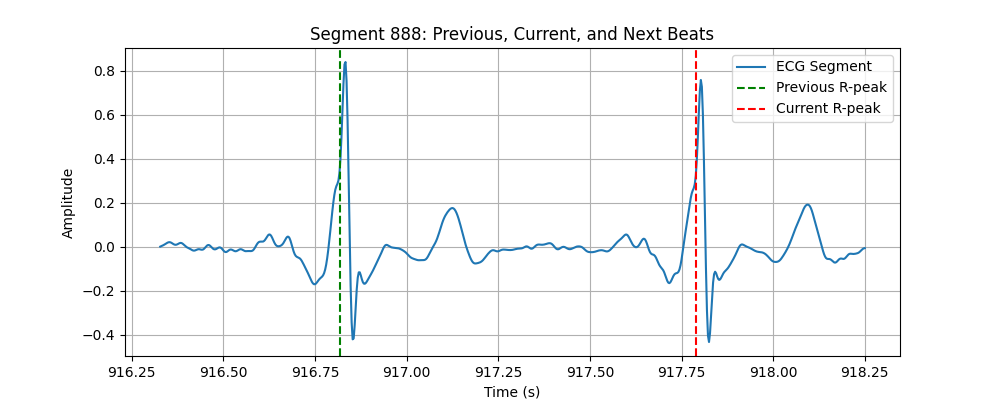 Segment 888: Previous, Current, and Next Beats
ECG Segment
Previous R-peak
Current R-peak
Amplitude
0.8
0.6
0.4
0.2
0.0
−0.2
−0.4
916.25 916.50 916.75 917.00 917.25 917.50 917.75 918.00 918.25
Time (s)